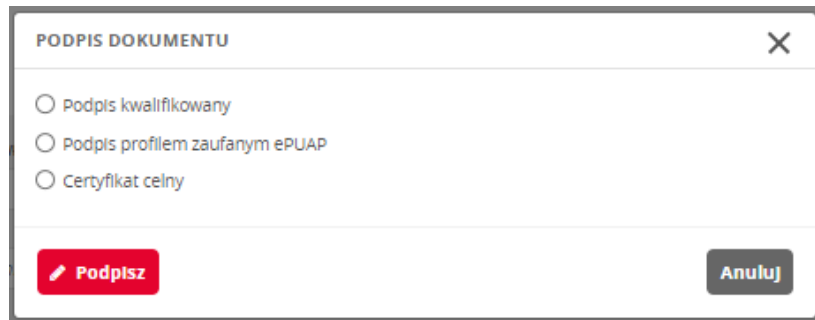 PODPIS DOKUMENTU
Podpis kwalifikowany
Podpis profilem zaufanym ePUAP
Certyfikat celny
Podpisz
Anuluj